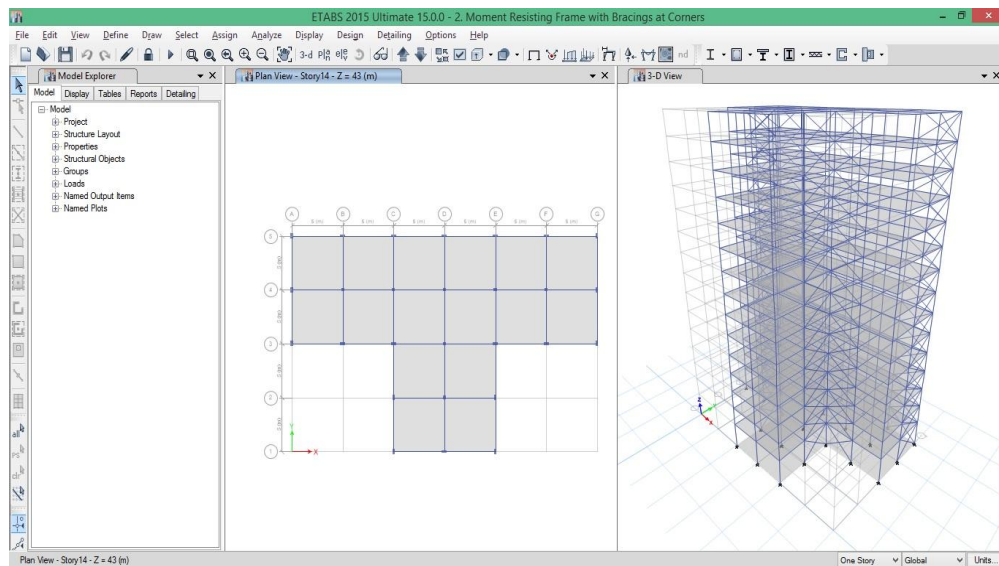 ETABS 2015 Ultimate 15.0.0 - 2. Moment Resisting Frame with Bracings at Corners
File Edit View Define Draw Select Assign Analyze Display Design Detailing Options Help
3-d nd
Model Explorer
Plan View - Story14 - Z = 43 (m)
3-D View
Model Display Tables Reports Detailing
Model
Project
Structure Layout
Properties
Structural Objects
Groups
Loads
Named Output Items
Named Plots
A B C D E F G
5
4
3
2
1
Y
X
Z
X
all
Plan View - Story14 - Z = 43 (m)
One Story Global Units...